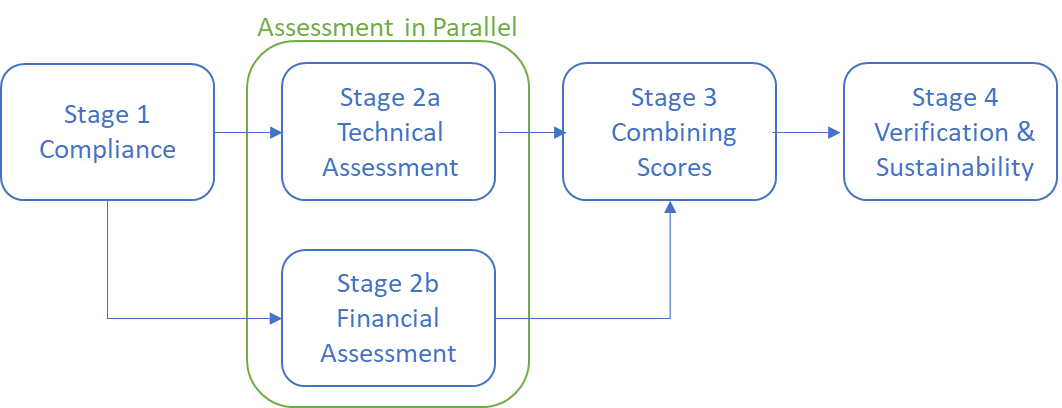 Assessment in Parallel
Stage 1
Compliance
Stage 2a
Technical
Assessment
Stage 3
Combining
Scores
Stage 4
Verification &
Sustainability
Stage 2b
Financial
Assessment